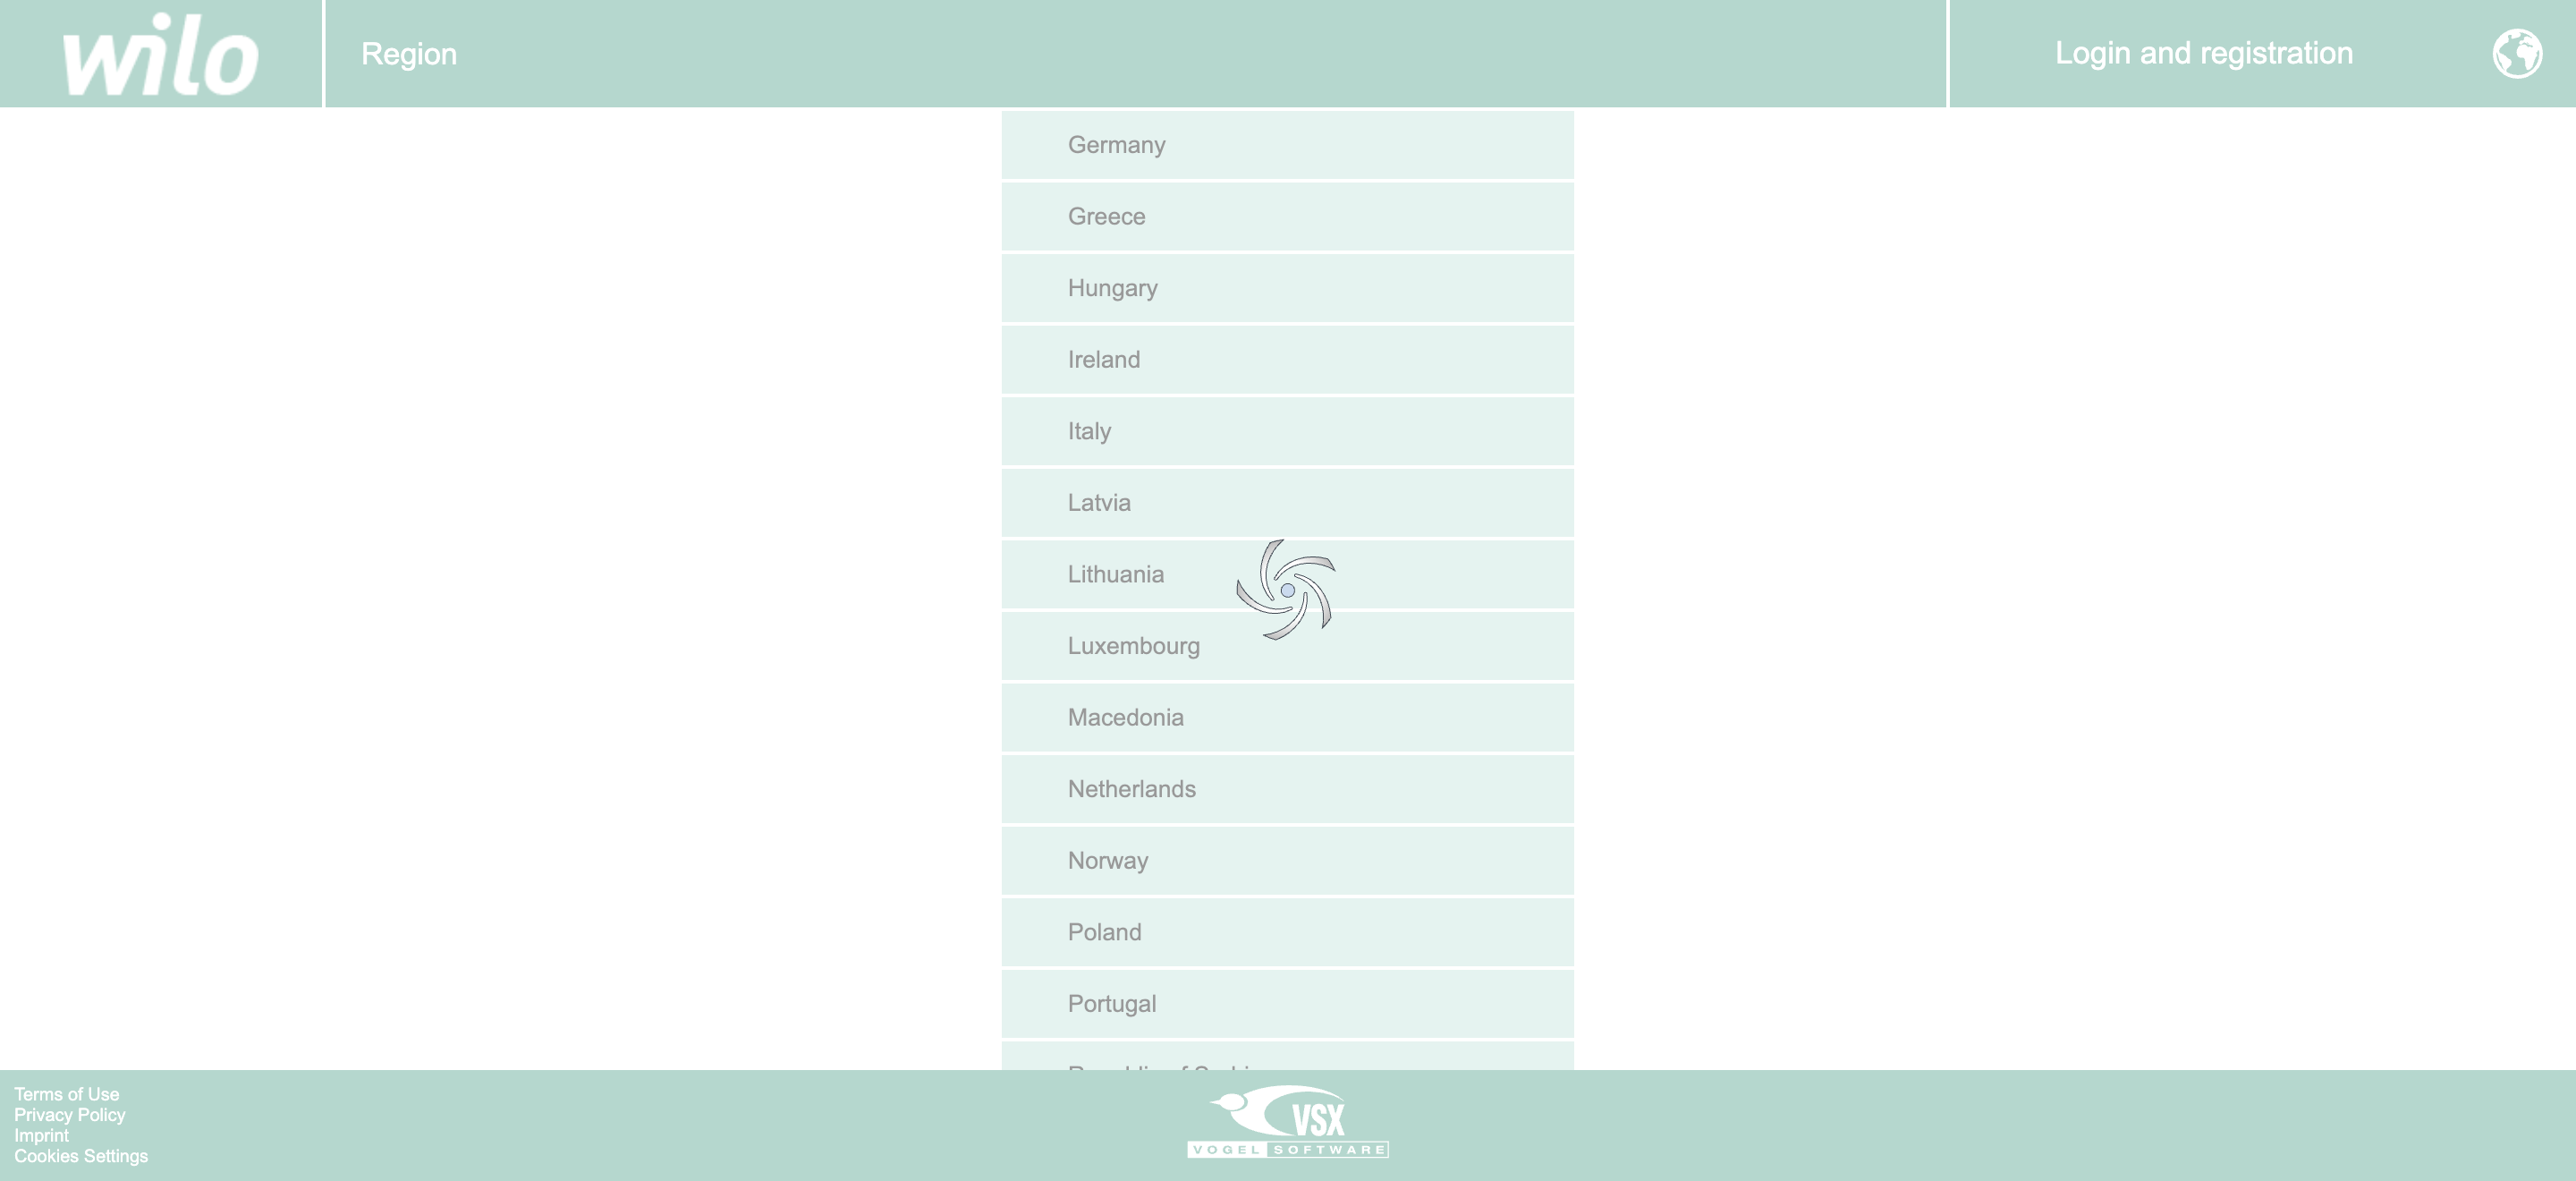 wilo
Region
Login and registration
Germany
Greece
Hungary
Ireland
Italy
Latvia
Lithuania
Luxembourg
Macedonia
Netherlands
Norway
Poland
Portugal
Terms of Use
Privacy Policy
Imprint
Cookies Settings
VSX
VOGEL SOFTWARE